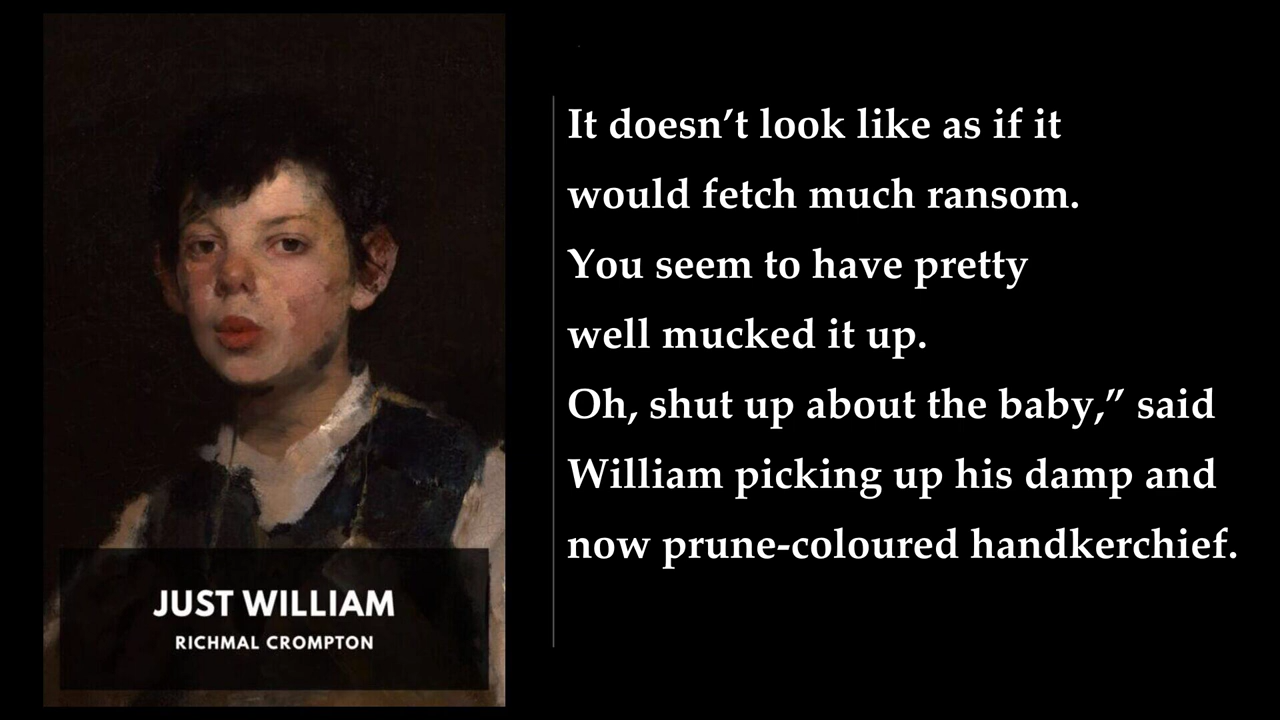 JUST WILLIAM
RICHMAL CROMPTON
It doesn’t look like as if it
would fetch much ransom.
You seem to have pretty
well mucked it up.
Oh, shut up about the baby,” said
William picking up his damp and
now prune-coloured handkerchief.